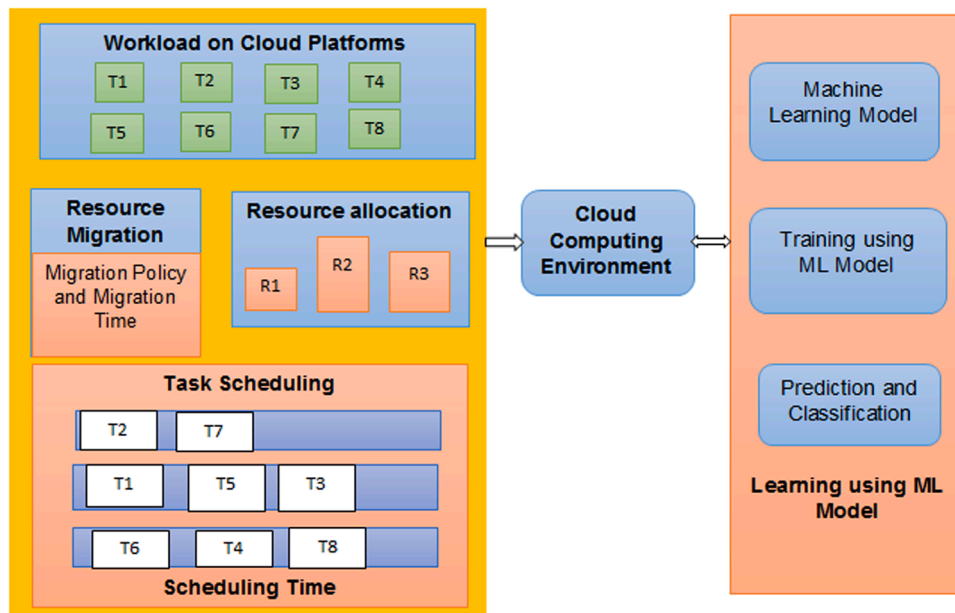 Workload on Cloud Platforms
T1 T2 T3 T4
T5 T6 T7 T8
Resource
Migration
Migration Policy
and Migration
Time
Resource allocation
R1 R2 R3
Task Scheduling
T2 T7
T1 T5 T3
T6 T4 T8
Scheduling Time
Cloud
Computing
Environment
Machine
Learning Model
Training using
ML Model
Prediction and
Classification
Learning using ML
Model